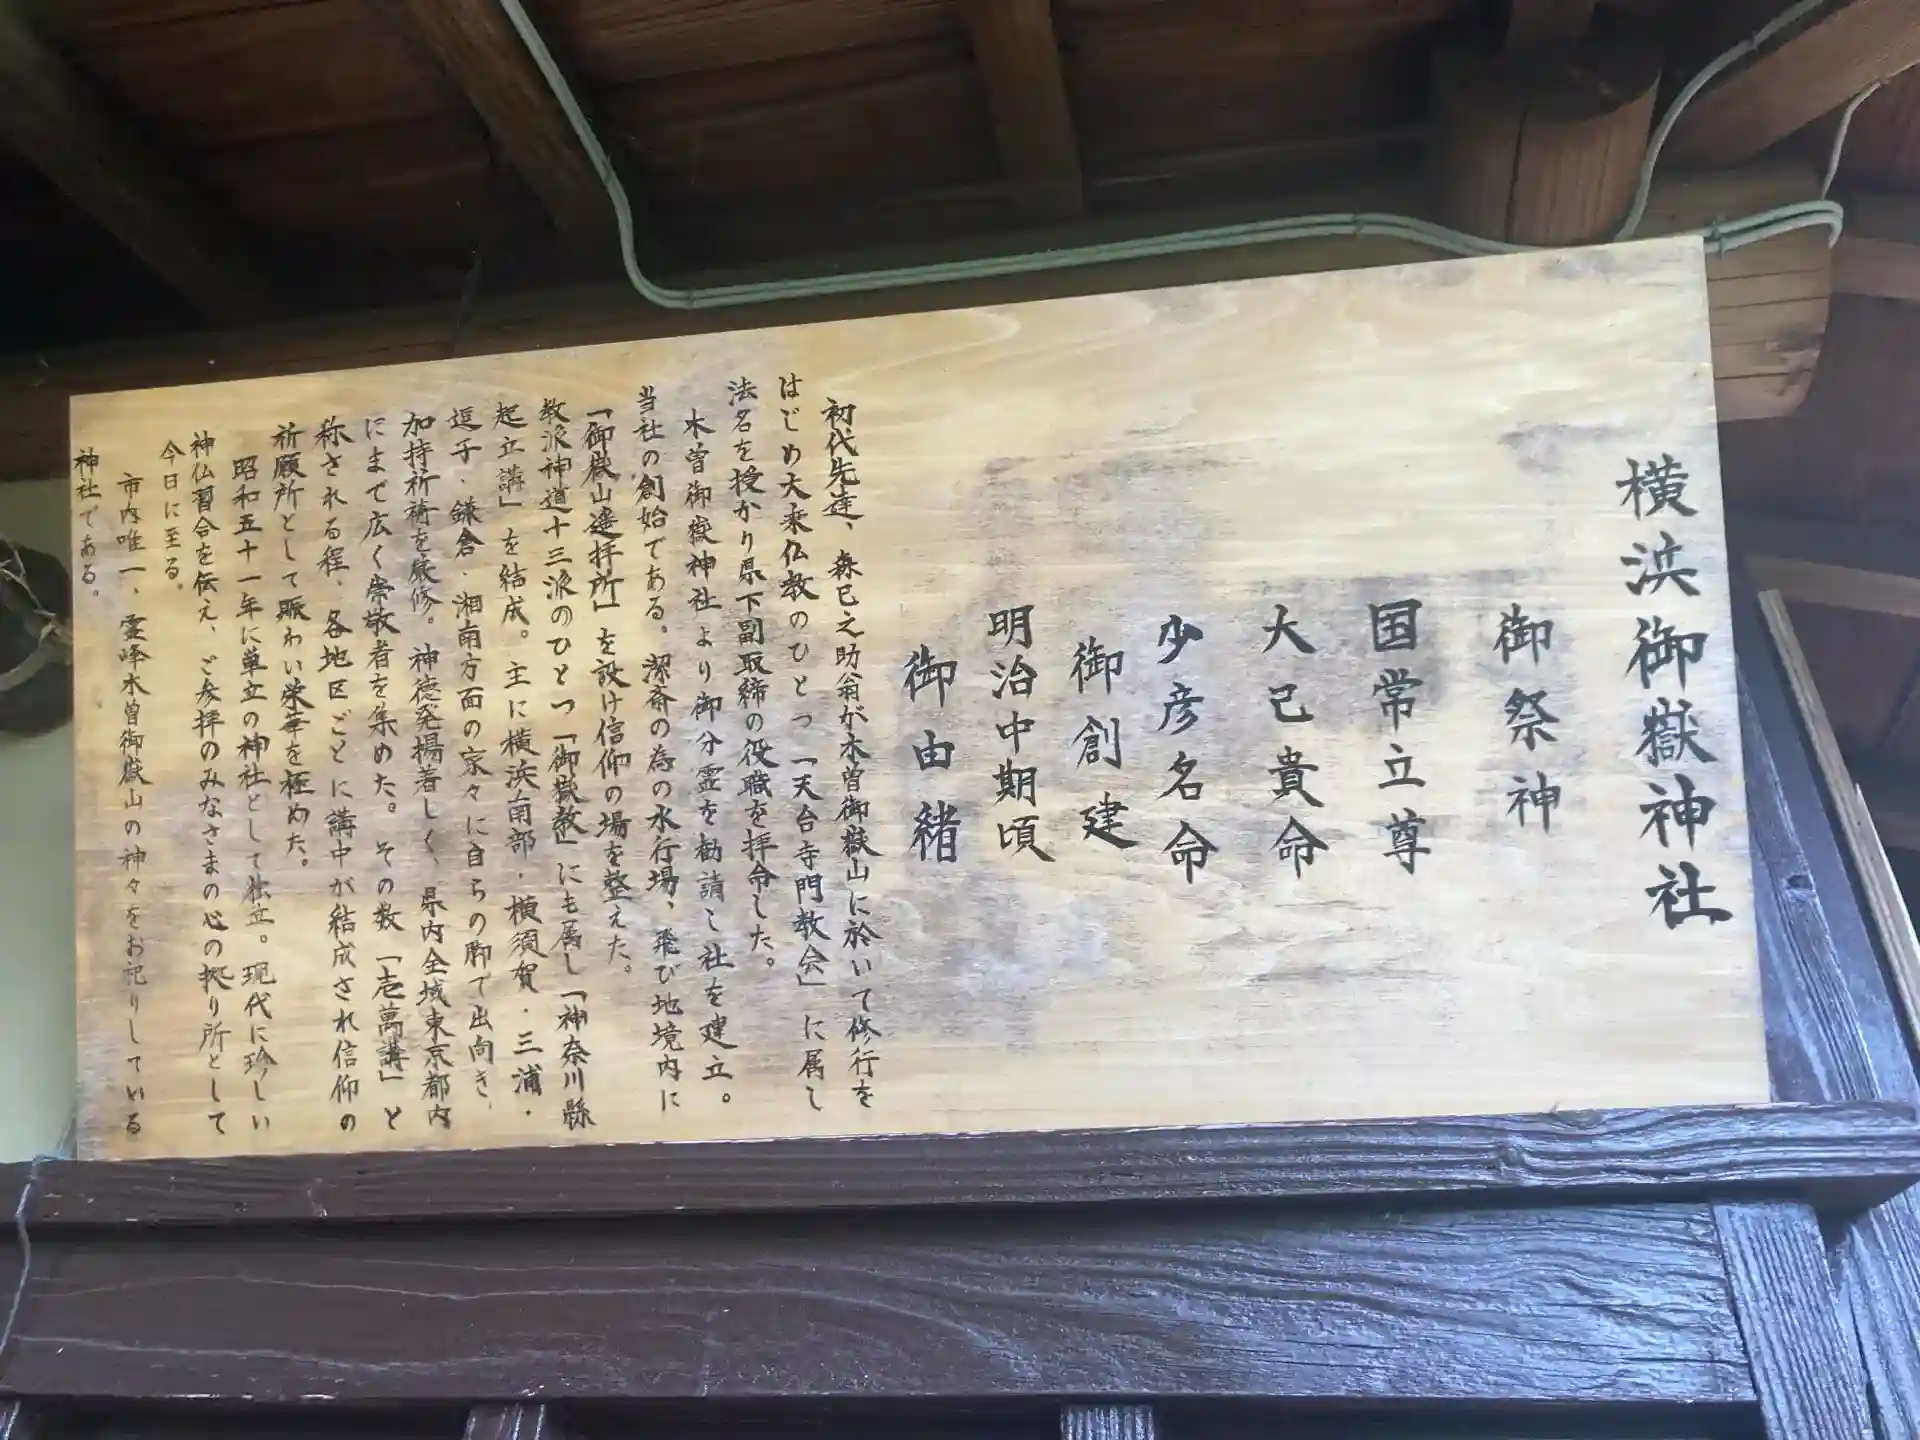 横浜御嶽神社
御祭神
国常立尊
大己貴命
少彦名命
御創建
明治中期頃
御由緒
初代先達、森巳之助翁が木曽御嶽山に於いて修行を
はじめ大乗仏教のひとつ「天台寺門教会」に属し
法名を授かり県下副取締の役職を拝命した。
木曽御嶽神社より御分霊を勧請し社を建立。
当社の創始である。潔斎の為の水行場、飛び地境内に
「御嶽山遥拝所」を設け信仰の場を整えた。
教派神道十三派のひとつ「御嶽教」にも属し「神奈川縣
起立講」を結成。主に横浜南部・横須賀・三浦・
逗子・鎌倉・湘南方面の家々に自らの脚で出向き、
加持祈祷を厳修。神徳発揚著しく、県内全域東京都内
にまで広く崇敬者を集めた。その数「壱萬講」と
称される程、各地区ごとに講中が結成され信仰の
祈願所として賑わい栄華を極めた。
昭和五十一年に単立の神社として独立。現代に珍しい
神仏習合を伝え、ご参拝のみなさまの心の拠り所として
今日に至る。
市内唯一、霊峰木曽御嶽山の神々をお祀りしている
神社である。